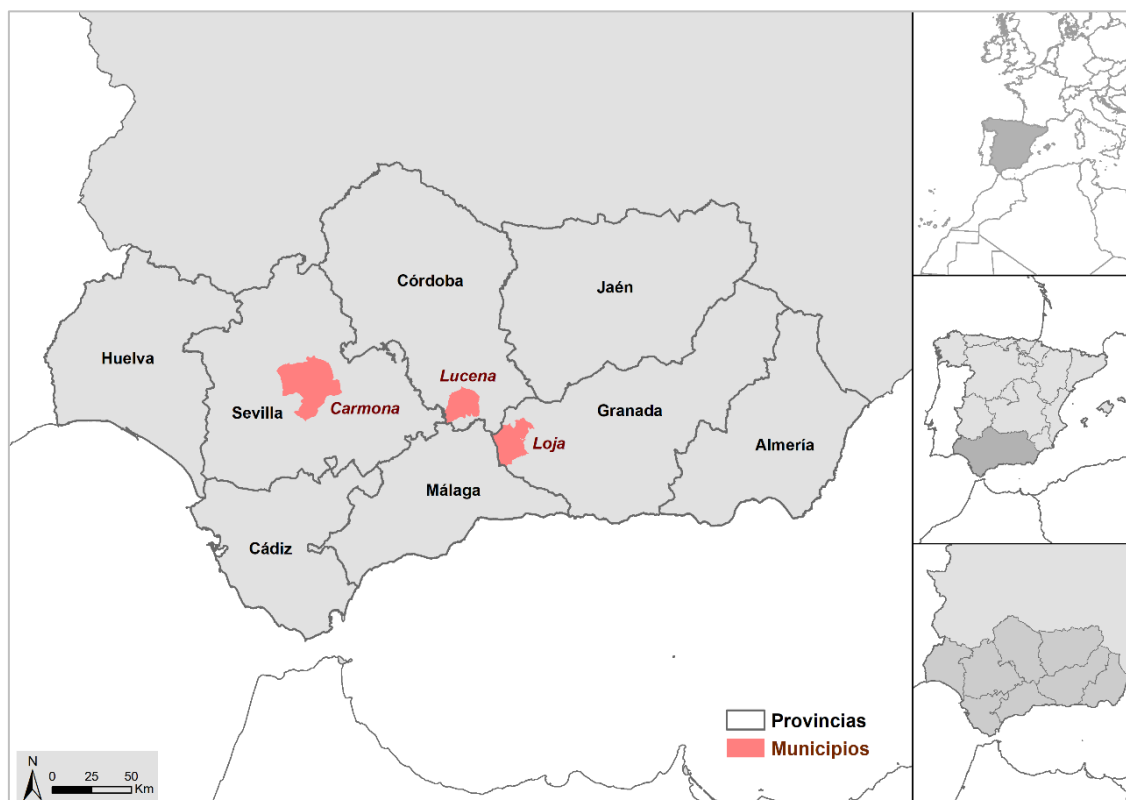 Córdoba
Jaén
Huelva
Lucena
Sevilla
Carmona
Granada
Loja
Almería
Málaga
Cádiz
Provincias
Municipios
N
0 25 50
Km